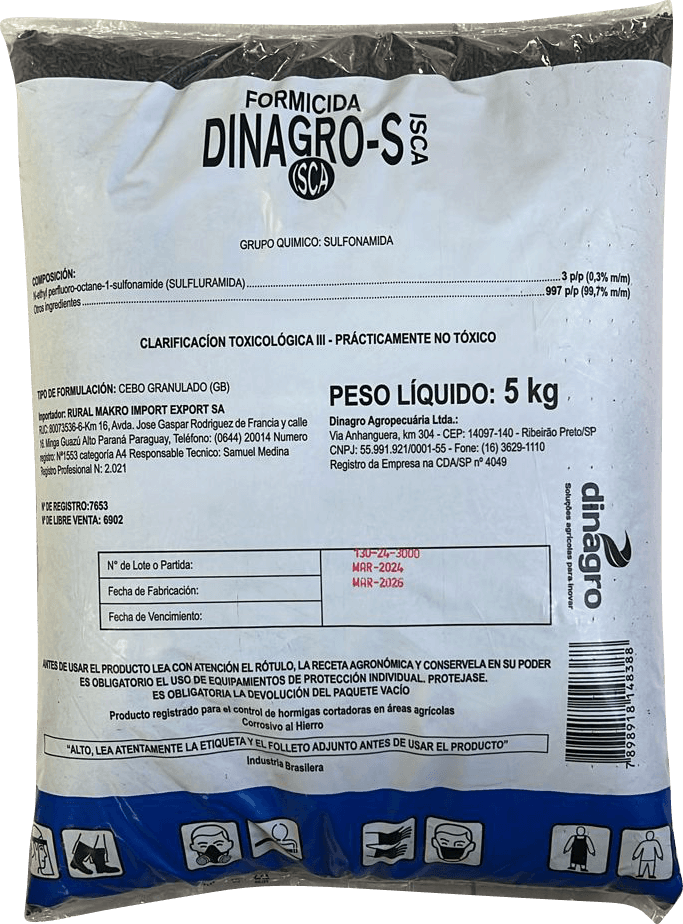 FORMICIDA
DINAGRO-S
ISCA
ISCA
GRUPO QUIMICO: SULFONAMIDA
COMPOSICIÓN:
N-ethyl perfluoro-octane-1-sulfonamide (SULFLURAMIDA)..........3 p/p (0,3% m/m)
Otros ingredientes..........997 p/p (99,7% m/m)
CLARIFICACÍON TOXICOLÓGICA III - PRÁCTICAMENTE NO TÓXICO
TIPO DE FORMULACIÓN: CEBO GRANULADO (GB)
Importador: RURAL MAKRO IMPORT EXPORT SA
RUC: 80073536-6-Km 16, Avda. Jose Gaspar Rodriguez de Francia y calle
18. Minga Guazú Alto Paraná Paraguay, Teléfono: (0644) 20014 Numero
registro: Nº1553 categoría A4 Responsable Tecnico: Samuel Medina
Registro Profesional N: 2.021
Nº DE REGISTRO:7653
Nº DE LIBRE VENTA: 6902
PESO LÍQUIDO: 5 kg
Dinagro Agropecuária Ltda.:
Via Anhanguera, km 304 - CEP: 14097-140 - Ribeirão Preto/SP
CNPJ: 55.991.921/0001-55 - Fone: (16) 3629-1110
Registro da Empresa na CDA/SP nº 4049
dinagro
Soluções agrícolas para inovar
N° de Lote o Partida:
Fecha de Fabricación:
Fecha de Vencimiento:
130-24-3000
MAR-2024
MAR-2026
ANTES DE USAR EL PRODUCTO LEA CON ATENCIÓN EL RÓTULO, LA RECETA AGRONÓMICA Y CONSERVELA EN SU PODER
ES OBLIGATORIO EL USO DE EQUIPAMIENTOS DE PROTECCIÓN INDIVIDUAL. PROTEJASE.
ES OBLIGATORIA LA DEVOLUCIÓN DEL PAQUETE VACÍO
Producto registrado para el control de hormigas cortadoras en áreas agrícolas
Corrosivo al Hierro
"ALTO, LEA ATENTAMENTE LA ETIQUETA Y EL FOLLETO ADJUNTO ANTES DE USAR EL PRODUCTO"
Industria Brasilera
7 898918 148388